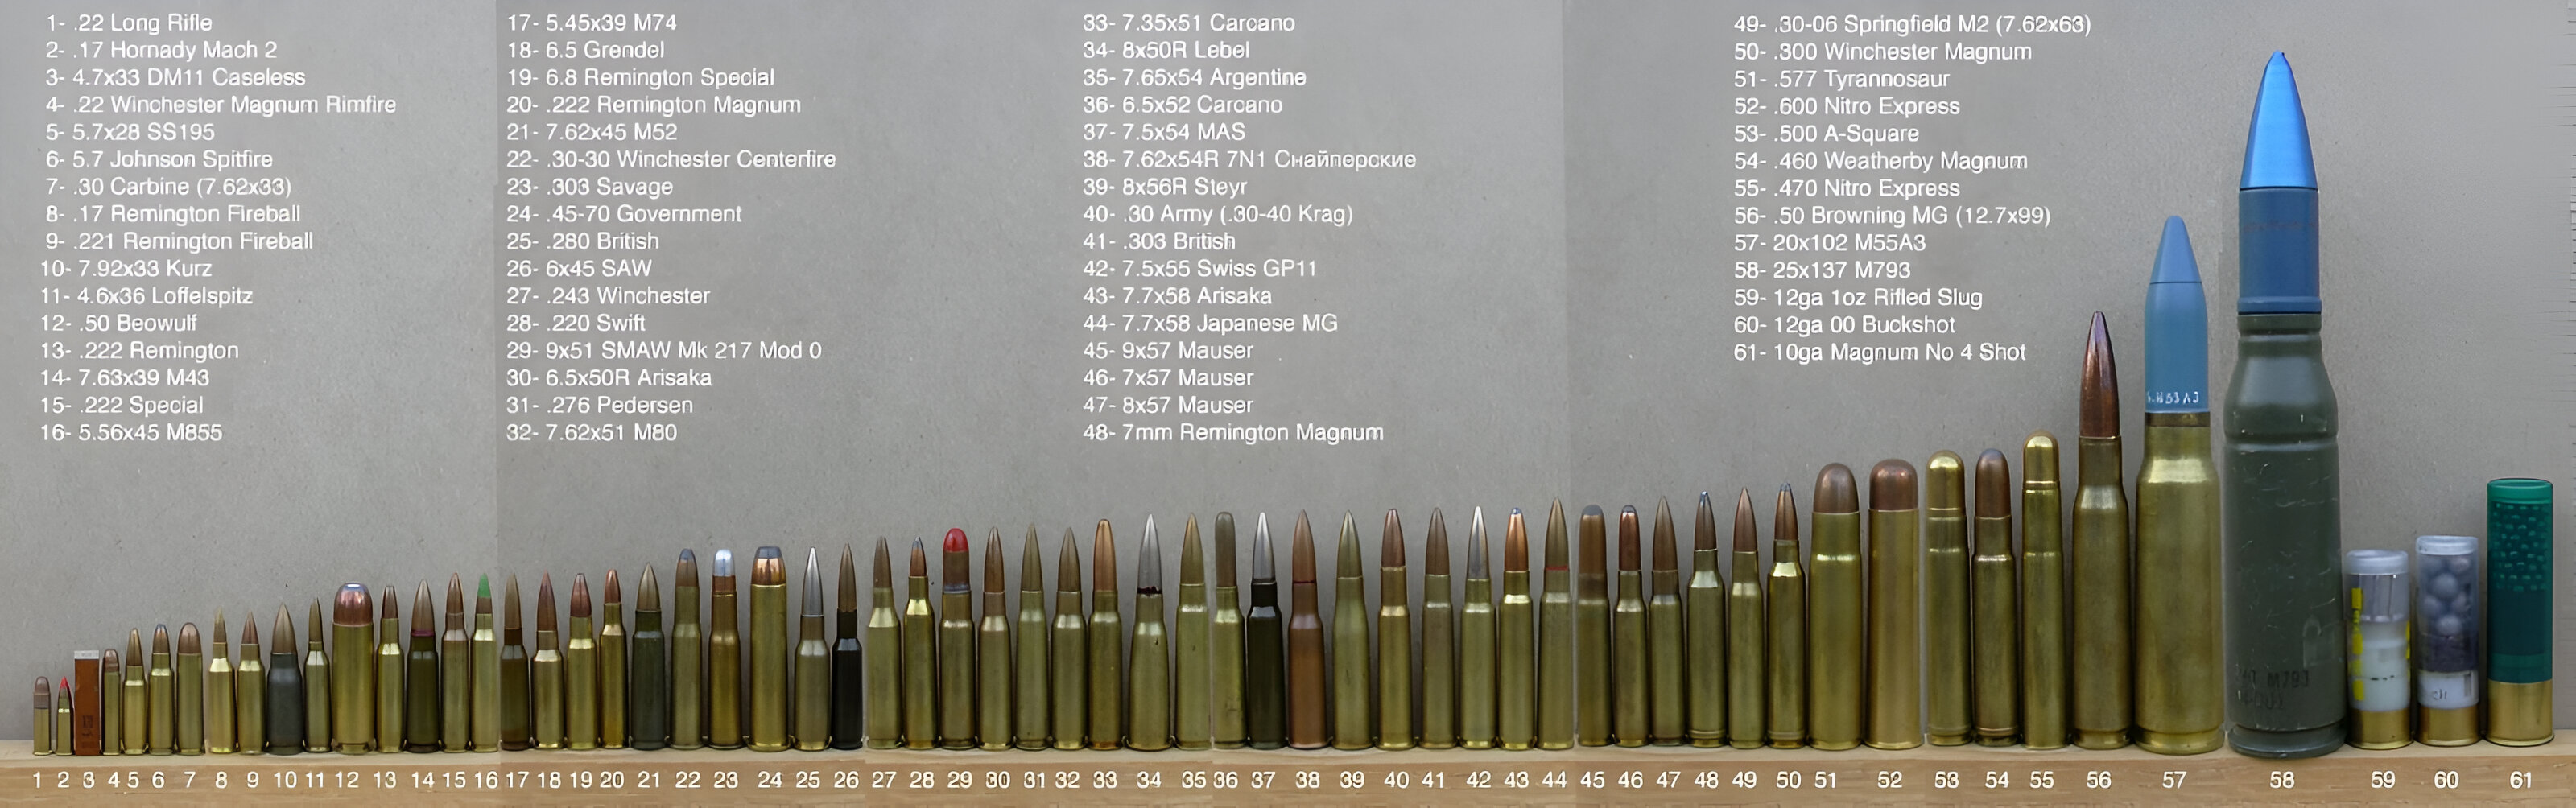 1- .22 Long Rifle
2- .17 Hornady Mach 2
3- 4.7x33 DM11 Caseless
4- .22 Winchester Magnum Rimfire
5- 5.7x28 SS195
6- 5.7 Johnson Spitfire
7- .30 Carbine (7.62x33)
8- .17 Remington Fireball
9- .221 Remington Fireball
10- 7.92x33 Kurz
11- 4.6x36 Loffelspitz
12- .50 Beowulf
13- .222 Remington
14- 7.63x39 M43
15- .222 Special
16- 5.56x45 M855
17- 5.45x39 M74
18- 6.5 Grendel
19- 6.8 Remington Special
20- .222 Remington Magnum
21- 7.62x45 M52
22- .30-30 Winchester Centerfire
23- .303 Savage
24- .45-70 Government
25- .280 British
26- 6x45 SAW
27- .243 Winchester
28- .220 Swift
29- 9x51 SMAW Mk 217 Mod 0
30- 6.5x50R Arisaka
31- .276 Pedersen
32- 7.62x51 M80
33- 7.35x51 Carcano
34- 8x50R Lebel
35- 7.65x54 Argentine
36- 6.5x52 Carcano
37- 7.5x54 MAS
38- 7.62x54R 7N1 Снайперские
39- 8x56R Steyr
40- .30 Army (.30-40 Krag)
41- .303 British
42- 7.5x55 Swiss GP11
43- 7.7x58 Arisaka
44- 7.7x58 Japanese MG
45- 9x57 Mauser
46- 7x57 Mauser
47- 8x57 Mauser
48- 7mm Remington Magnum
49- .30-06 Springfield M2 (7.62x63)
50- .300 Winchester Magnum
51- .577 Tyrannosaur
52- .600 Nitro Express
53- .500 A-Square
54- .460 Weatherby Magnum
55- .470 Nitro Express
56- .50 Browning MG (12.7x99)
57- 20x102 M55A3
58- 25x137 M793
59- 12ga 1oz Rifled Slug
60- 12ga 00 Buckshot
61- 10ga Magnum No 4 Shot
M793
1 2 3 4 5 6 7 8 9 10 11 12 13 14 15 16 17 18 19 20 21 22 23 24 25 26 27 28 29 30 31 32 33 34 35 36 37 38 39 40 41 42 43 44 45 46 47 48 49 50 51 52 53 54 55 56 57 58 59 60 61